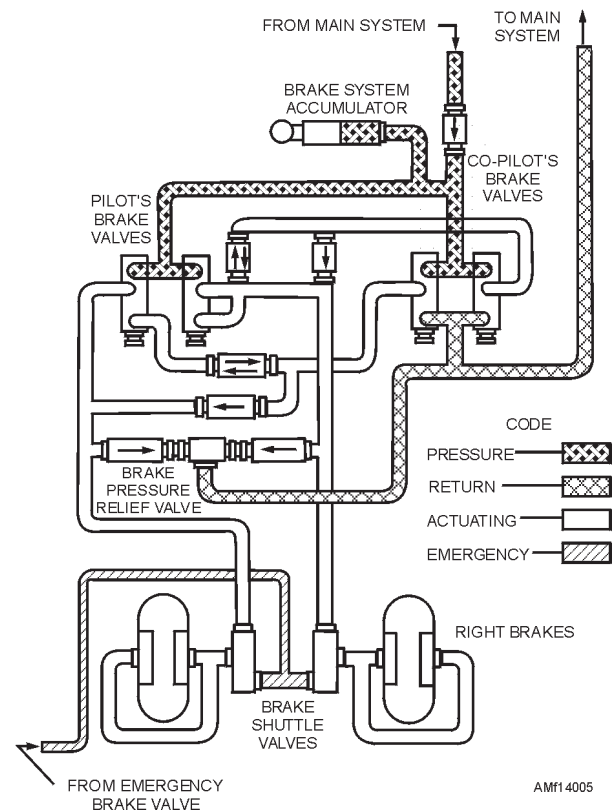 FROM MAIN SYSTEM
TO MAIN
SYSTEM
BRAKE SYSTEM
ACCUMULATOR
CO-PILOT'S
BRAKE
VALVES
PILOT'S
BRAKE
VALVES
CODE
PRESSURE
RETURN
ACTUATING
EMERGENCY
BRAKE
PRESSURE
RELIEF VALVE
RIGHT BRAKES
BRAKE
SHUTTLE
VALVES
FROM EMERGENCY
BRAKE VALVE
AMf14005